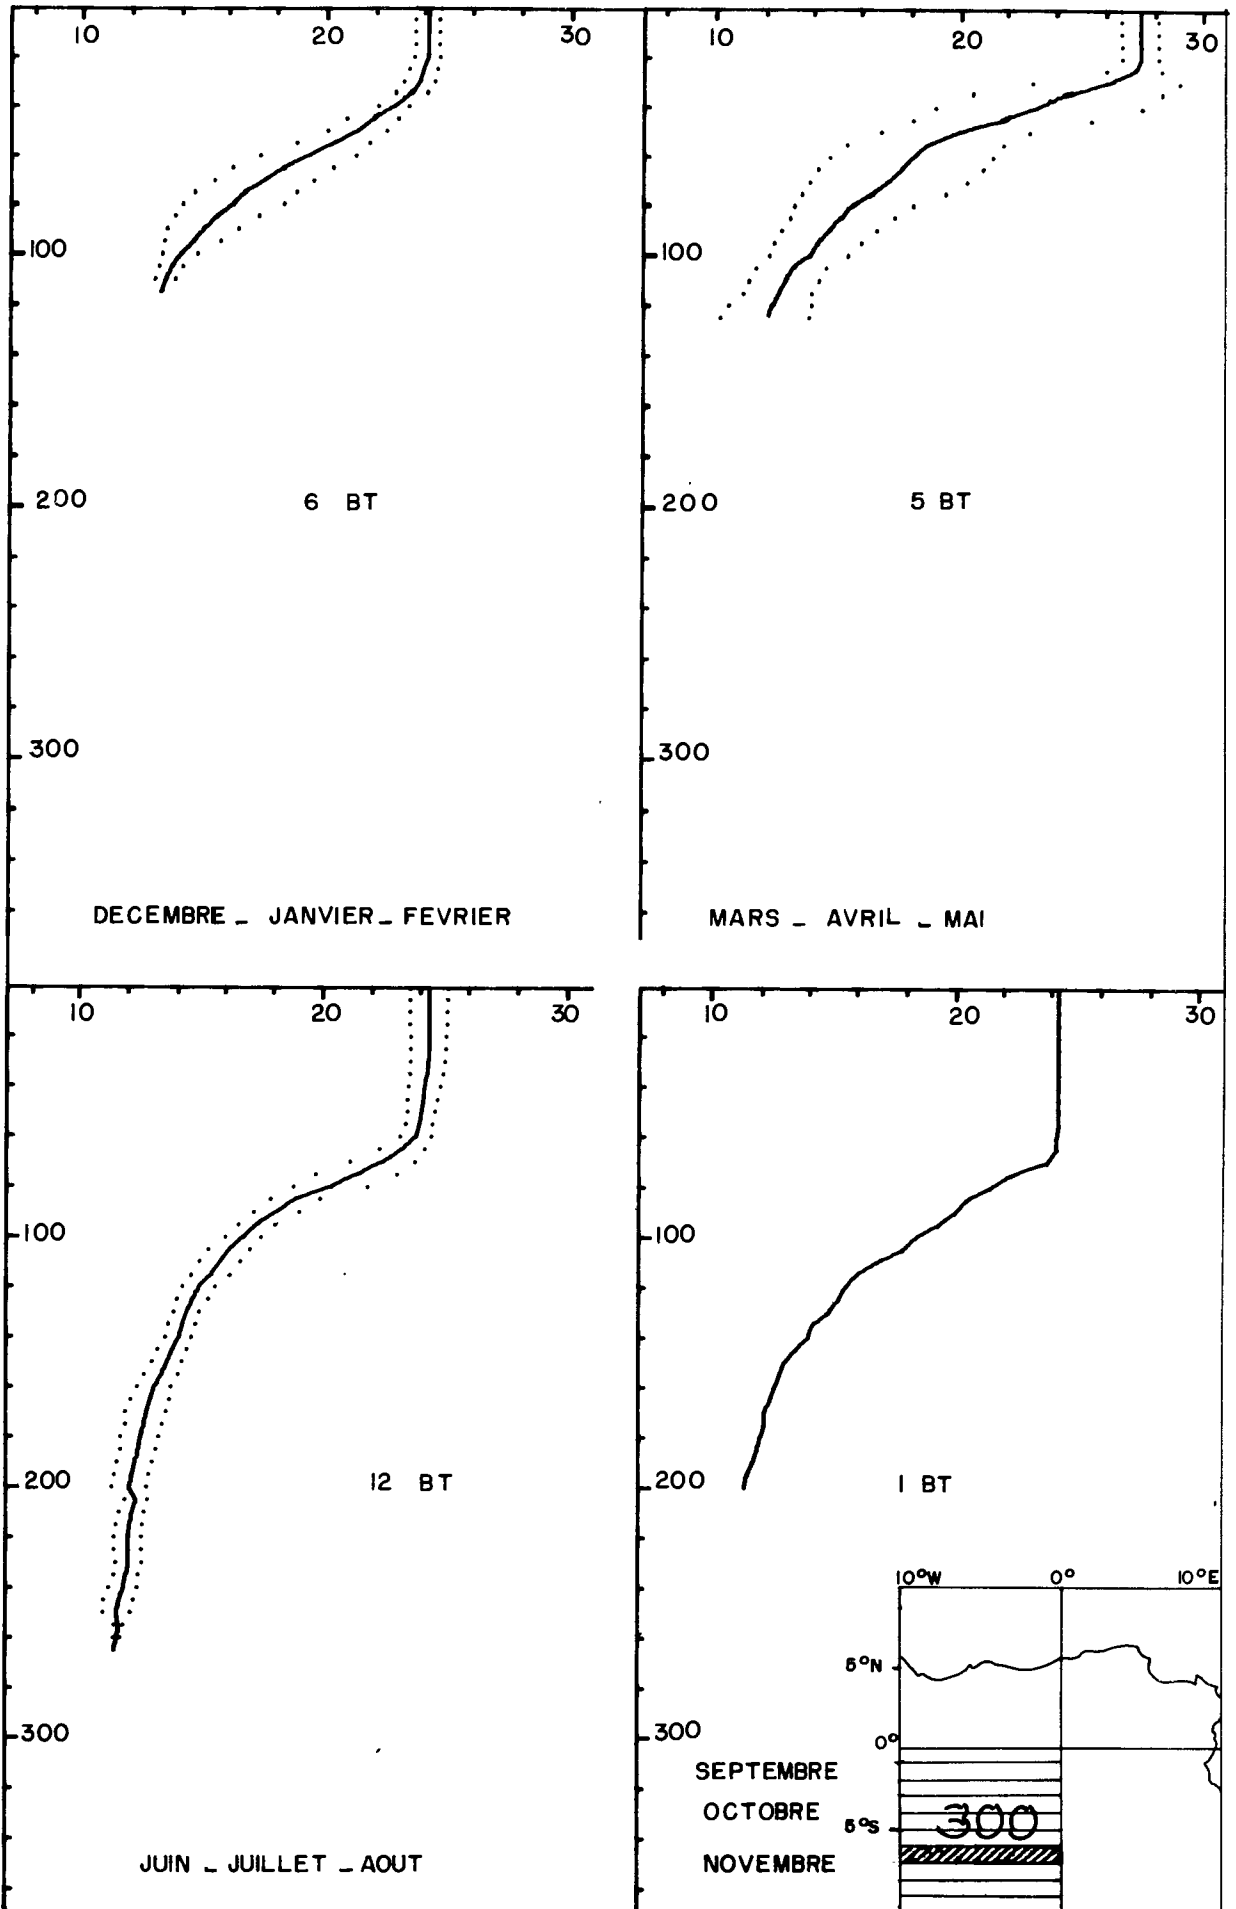 10 20 30
100
200
6 BT
300
DECEMBRE _ JANVIER _ FEVRIER
10 20 30
100
200
5 BT
300
MARS _ AVRIL _ MAI
10 20 30
100
200
12 BT
300
JUIN _ JUILLET _ AOUT
10 20 30
100
200
1 BT
300
SEPTEMBRE
OCTOBRE
NOVEMBRE
10°W 0° 10°E
5°N
0°
5°S
300